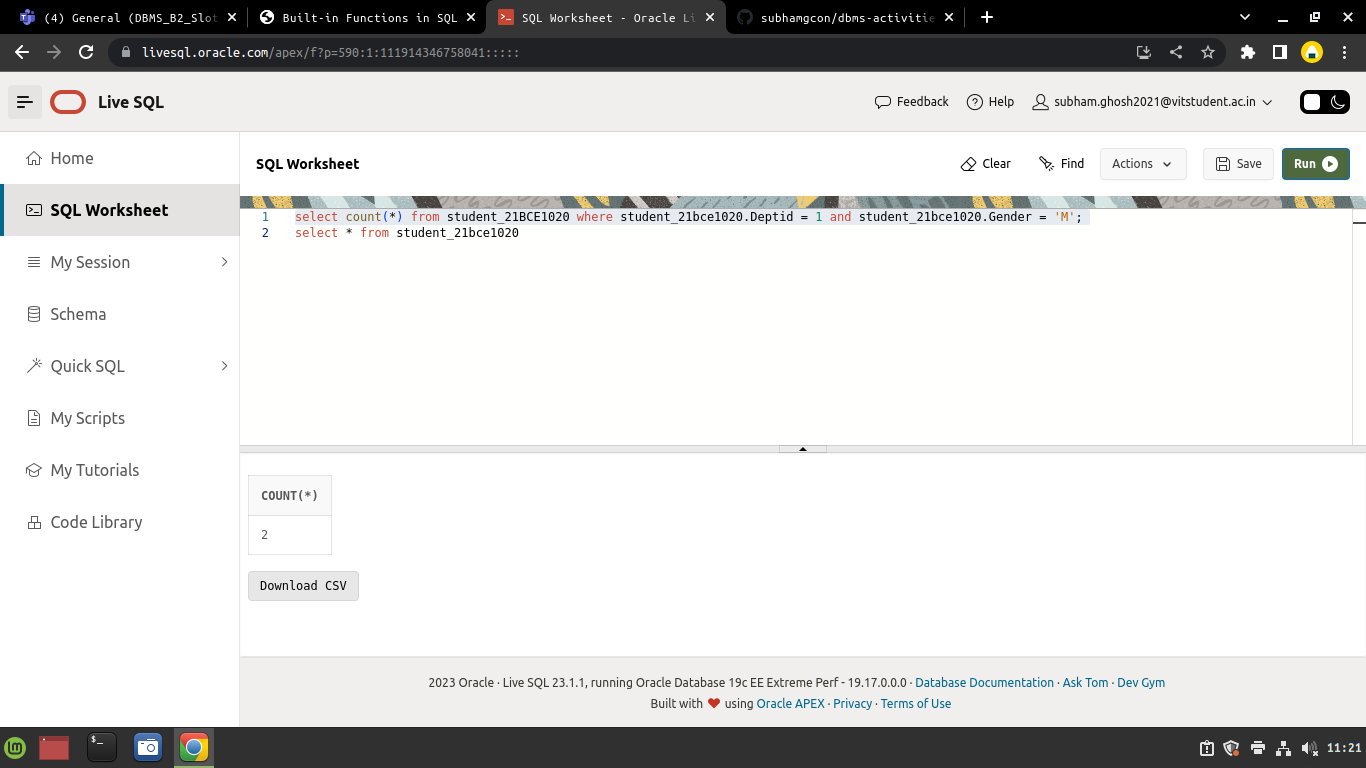 (4) General (DBMS_B2_Slot
Built-in Functions in SQL
SQL Worksheet - Oracle Li
subhamgcon/dbms-activitie
livesql.oracle.com/apex/f?p=590:1:111914346758041:::::
Live SQL
Feedback
Help
subham.ghosh2021@vitstudent.ac.in
Home
SQL Worksheet
My Session
Schema
Quick SQL
My Scripts
My Tutorials
Code Library
SQL Worksheet
Clear
Find
Actions
Save
Run
1 select count(*) from student_21BCE1020 where student_21bce1020.Deptid = 1 and student_21bce1020.Gender = 'M';
2 select * from student_21bce1020
COUNT(*)
2
Download CSV
2023 Oracle · Live SQL 23.1.1, running Oracle Database 19c EE Extreme Perf - 19.17.0.0.0 · Database Documentation · Ask Tom · Dev Gym
Built with ❤ using Oracle APEX · Privacy · Terms of Use
11:21